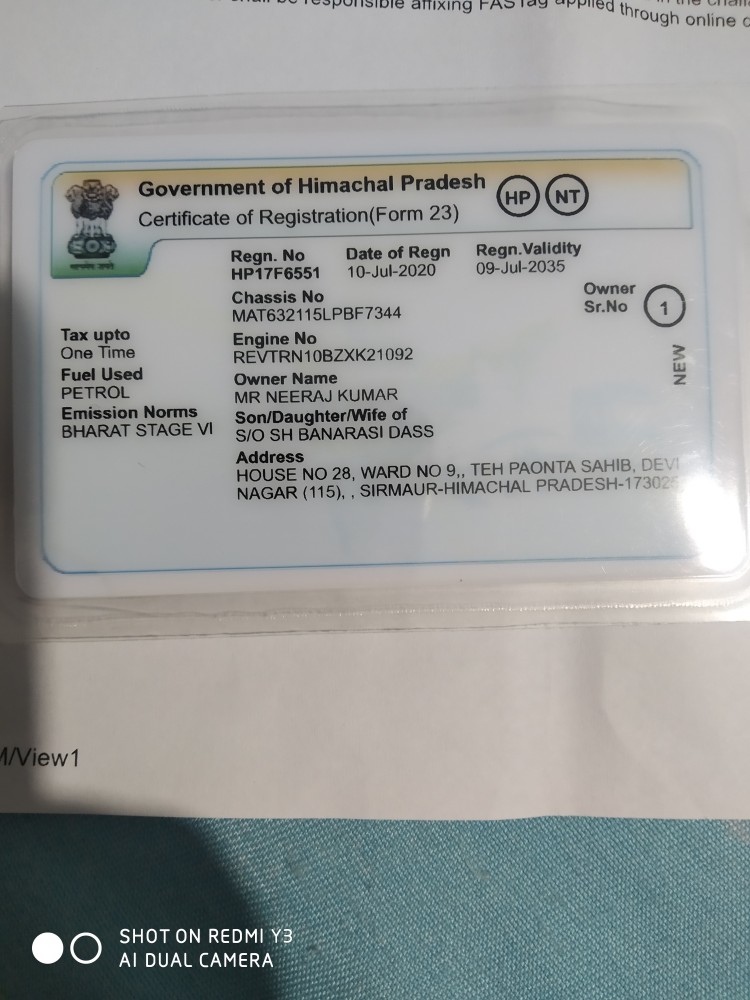 responsible affixing FASTag applied through online
Government of Himachal Pradesh
Certificate of Registration(Form 23)
HP NT
Regn. No Date of Regn Regn.Validity
HP17F6551 10-Jul-2020 09-Jul-2035
Chassis No
MAT632115LPBF7344
Owner
Sr.No 1
NEW
Tax upto
One Time
Engine No
REVTRN10BZXK21092
Fuel Used
PETROL
Owner Name
MR NEERAJ KUMAR
Emission Norms
BHARAT STAGE VI
Son/Daughter/Wife of
S/O SH BANARASI DASS
Address
HOUSE NO 28, WARD NO 9,, TEH PAONTA SAHIB, DEVI
NAGAR (115), , SIRMAUR-HIMACHAL PRADESH-17302
M/View1
SHOT ON REDMI Y3
AI DUAL CAMERA